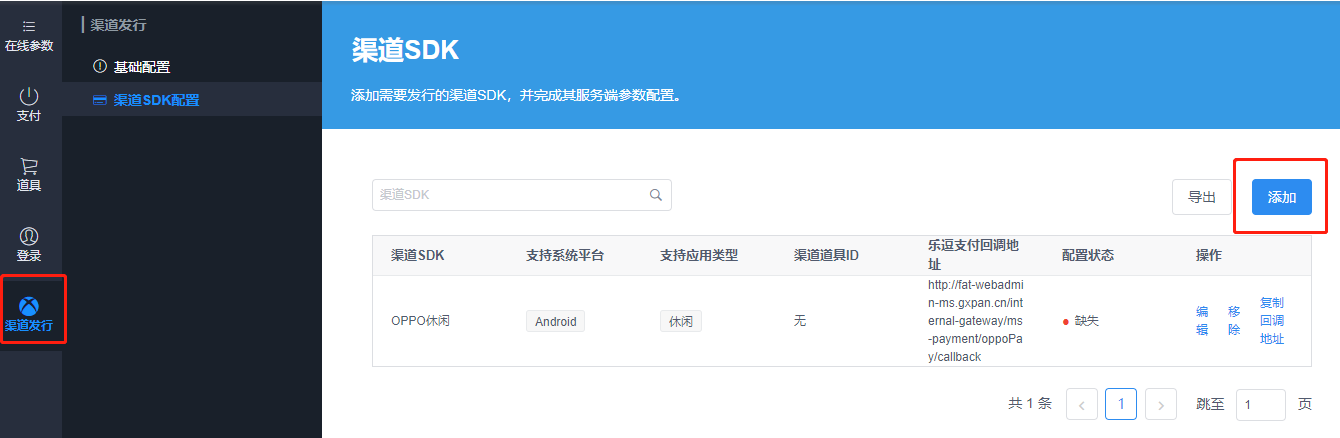 在线参数
支付
道具
登录
渠道发行
渠道发行
基础配置
渠道SDK配置
渠道SDK
添加需要发行的渠道SDK，并完成其服务端参数配置。
渠道SDK
导出
添加
渠道SDK
支持系统平台
支持应用类型
渠道道具ID
乐逗支付回调地
址
配置状态
操作
OPPO休闲
Android
休闲
无
http://fat-webadmi
n-ms.gxpan.cn/int
ernal-gateway/ms
-payment/oppoPa
y/callback
缺失
编
辑
移
除
复制
回调
地址
共 1 条
1
跳至
1
页